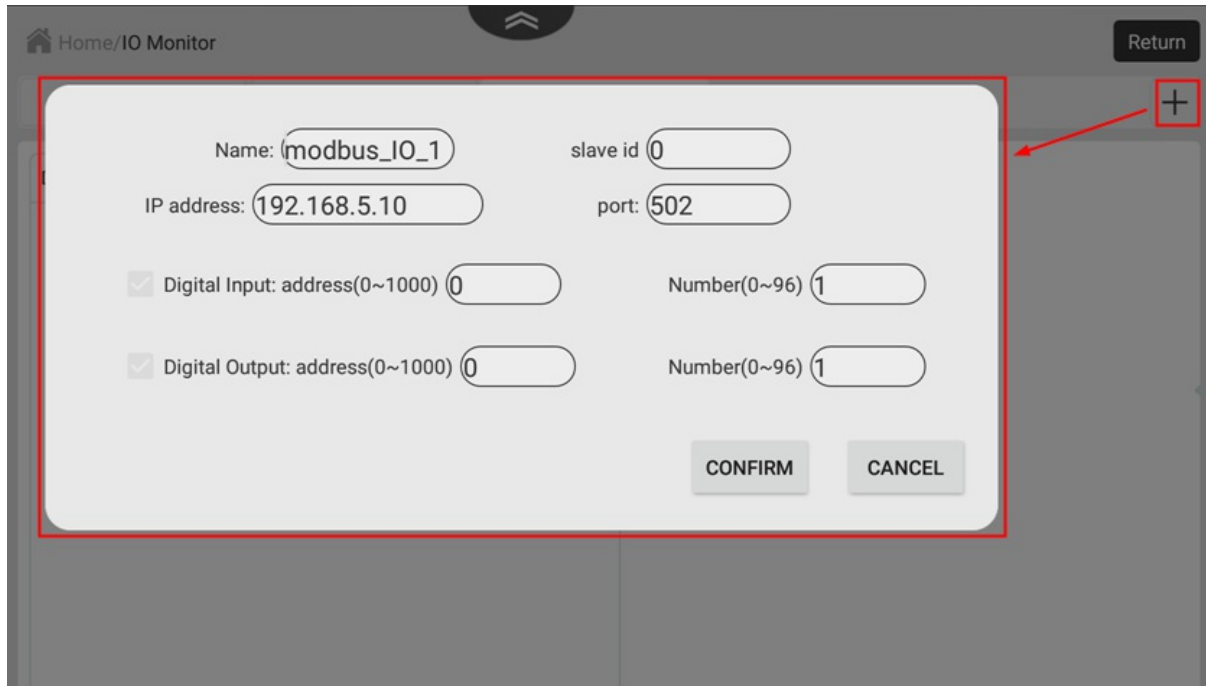 Home/IO Monitor
Return
Name: modbus_IO_1
slave id 0
IP address: 192.168.5.10
port: 502
Digital Input: address(0~1000) 0
Number(0~96) 1
Digital Output: address(0~1000) 0
Number(0~96) 1
CONFIRM
CANCEL